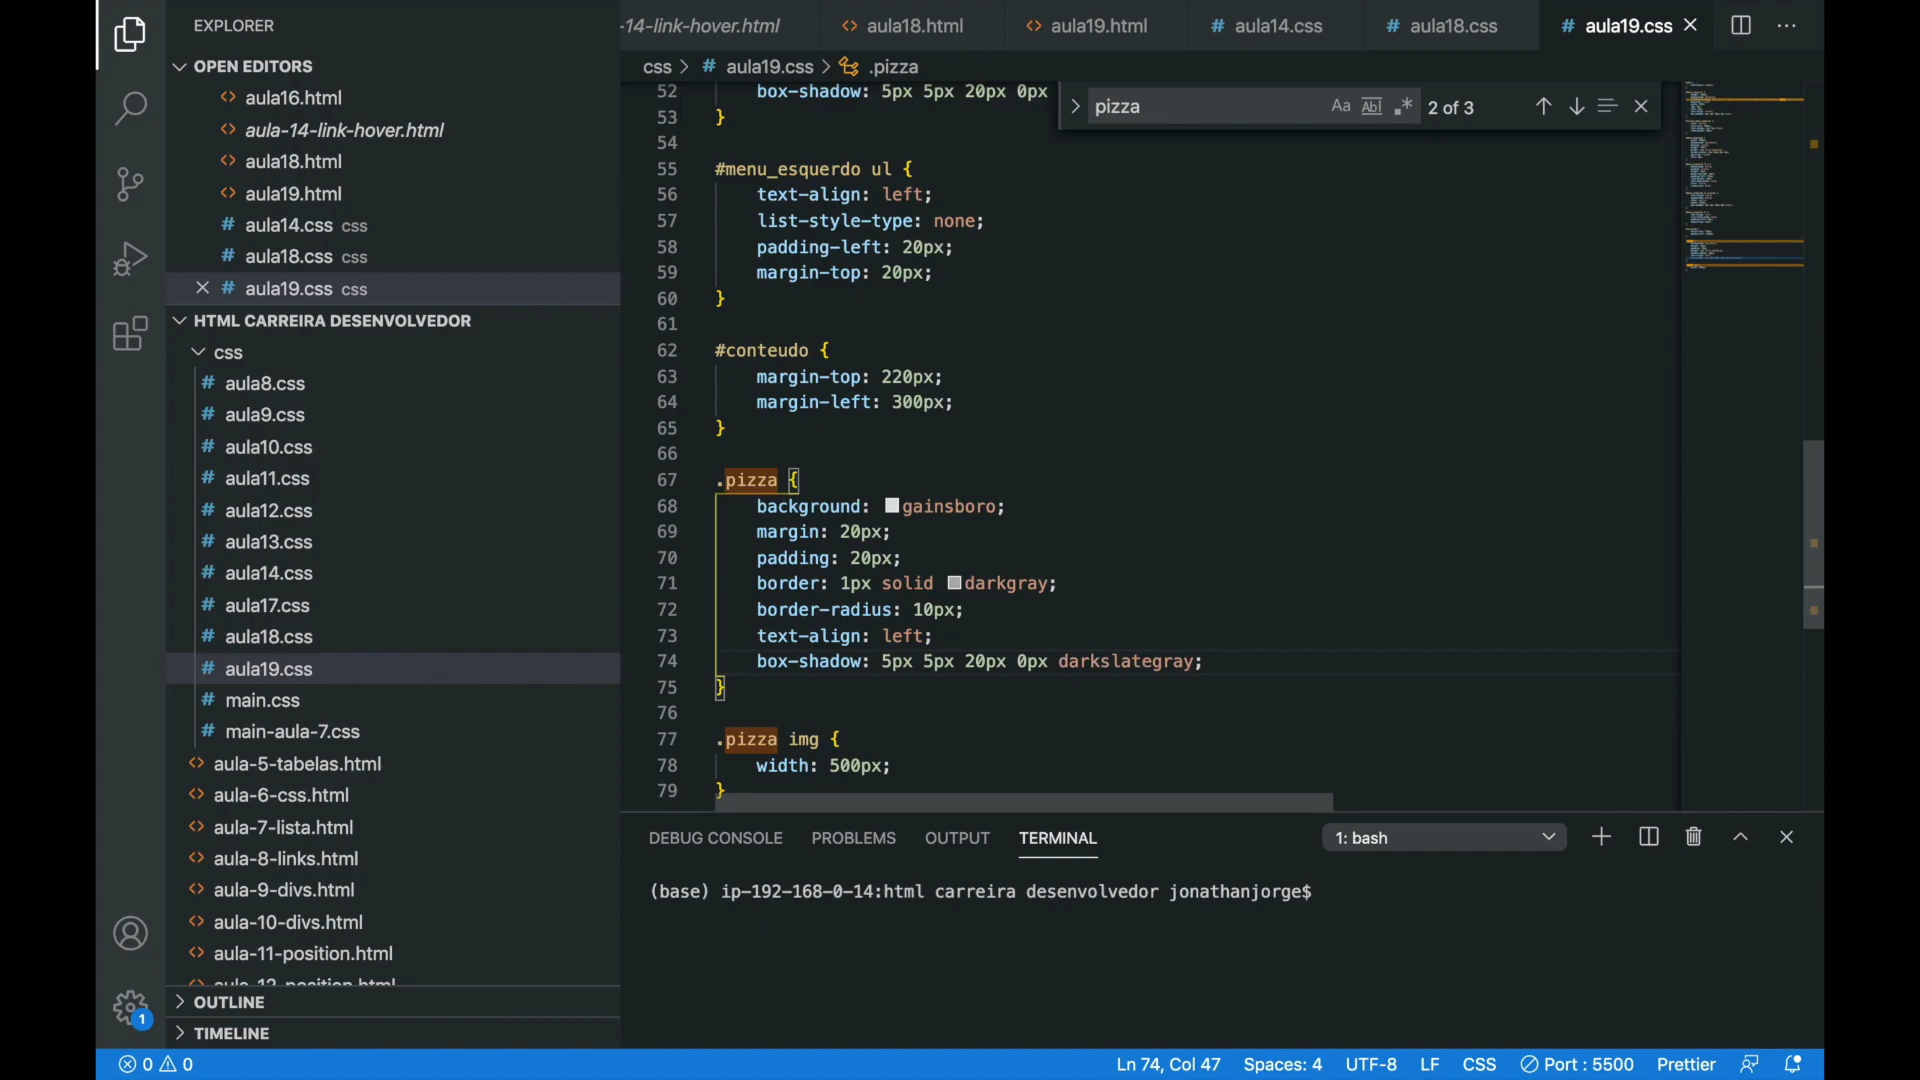 EXPLORER
OPEN EDITORS
aula16.html
aula-14-link-hover.html
aula18.html
aula19.html
aula14.css css
aula18.css css
aula19.css css
HTML CARREIRA DESENVOLVEDOR
css
aula8.css
aula9.css
aula10.css
aula11.css
aula12.css
aula13.css
aula14.css
aula17.css
aula18.css
aula19.css
main.css
main-aula-7.css
aula-5-tabelas.html
aula-6-css.html
aula-7-lista.html
aula-8-links.html
aula-9-divs.html
aula-10-divs.html
aula-11-position.html
aula-12-position.html
OUTLINE
TIMELINE
-14-link-hover.html aula18.html aula19.html # aula14.css # aula18.css # aula19.css
css > # aula19.css > .pizza
pizza Aa Abl .* 2 of 3
52 box-shadow: 5px 5px 20px 0px
53 }
54
55 #menu_esquerdo ul {
56 text-align: left;
57 list-style-type: none;
58 padding-left: 20px;
59 margin-top: 20px;
60 }
61
62 #conteudo {
63 margin-top: 220px;
64 margin-left: 300px;
65 }
66
67 .pizza {
68 background: gainsboro;
69 margin: 20px;
70 padding: 20px;
71 border: 1px solid darkgray;
72 border-radius: 10px;
73 text-align: left;
74 box-shadow: 5px 5px 20px 0px darkslategray;
75 }
76
77 .pizza img {
78 width: 500px;
79 }
DEBUG CONSOLE PROBLEMS OUTPUT TERMINAL 1: bash
(base) ip-192-168-0-14:html carreira desenvolvedor jonathanjorge$
1
0 0 Ln 74, Col 47 Spaces: 4 UTF-8 LF CSS Port : 5500 Prettier